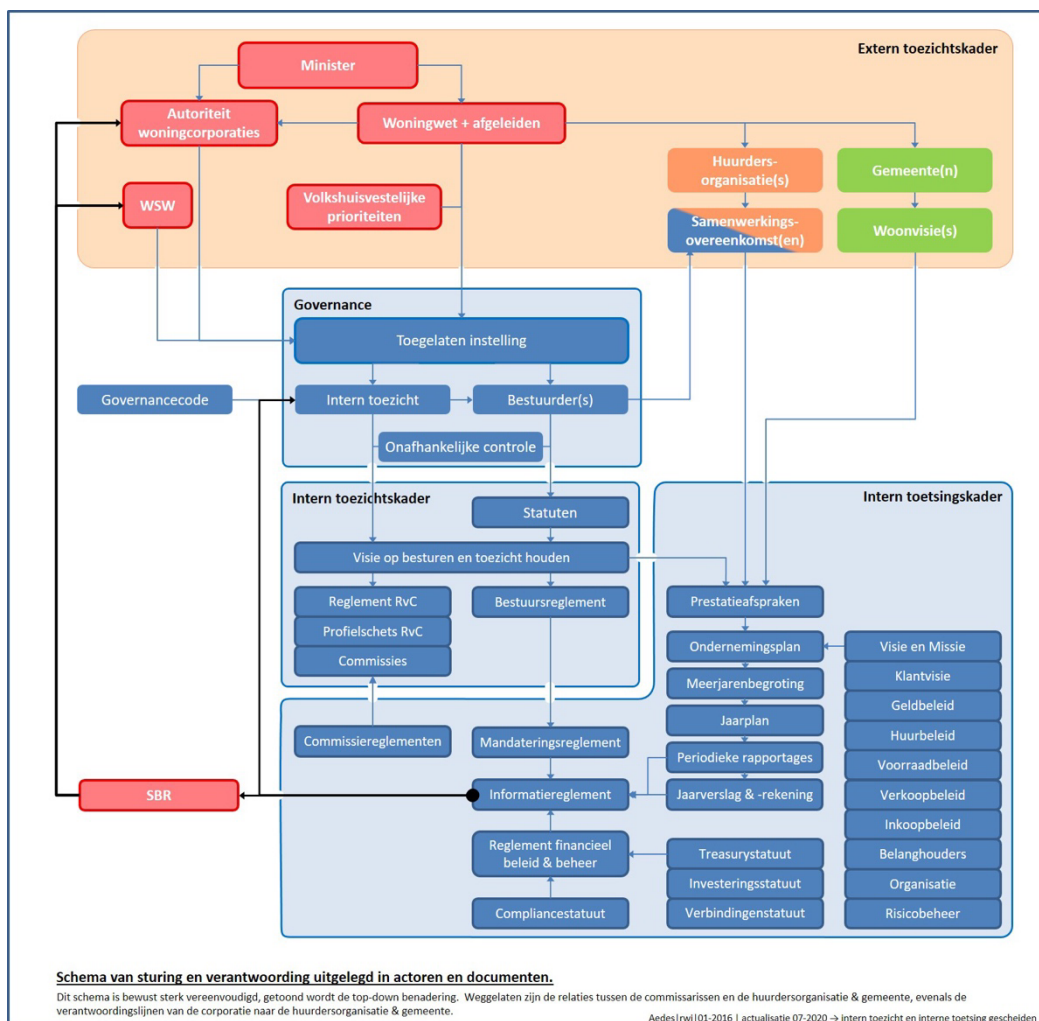 Extern toezichtskader
Minister
Autoriteit
woningcorporaties
Woningwet + afgeleiden
Huurders-
organisatie(s)
Gemeente(n)
WSW
Volkshuisvestelijke
prioriteiten
Samenwerkings-
overeenkomst(en)
Woonvisie(s)
Governance
Toegelaten instelling
Governancecode
Intern toezicht
Bestuurder(s)
Onafhankelijke controle
Intern toezichtskader
Intern toetsingskader
Statuten
Visie op besturen en toezicht houden
Reglement RvC
Bestuursreglement
Prestatieafspraken
Profielschets RvC
Commissies
Ondernemingsplan
Visie en Missie
Meerjarenbegroting
Klantvisie
Jaarplan
Geldbeleid
Commissiereglementen
Mandateringsreglement
Huurbeleid
Periodieke rapportages
Voorraadbeleid
SBR
Informatiereglement
Jaarverslag & -rekening
Verkoopbeleid
Inkoopbeleid
Reglement financieel
beleid & beheer
Treasurystatuut
Belanghouders
Investeringsstatuut
Organisatie
Compliancestatuut
Verbindingenstatuut
Risicobeheer
Schema van sturing en verantwoording uitgelegd in actoren en documenten.
Dit schema is bewust sterk vereenvoudigd, getoond wordt de top-down benadering. Weggelaten zijn de relaties tussen de commissarissen en de huurdersorganisatie & gemeente, evenals de
verantwoordingslijnen van de corporatie naar de huurdersorganisatie & gemeente.
Aedes|rwj|01-2016 | actualisatie 07-2020 → intern toezicht en interne toetsing gescheiden